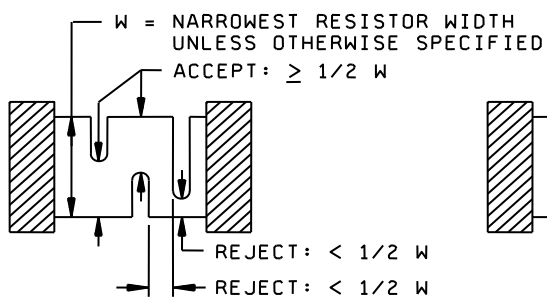 W = NARROWEST RESISTOR WIDTH
UNLESS OTHERWISE SPECIFIED
ACCEPT: ≥ 1/2 W
REJECT: < 1/2 W
REJECT: < 1/2 W